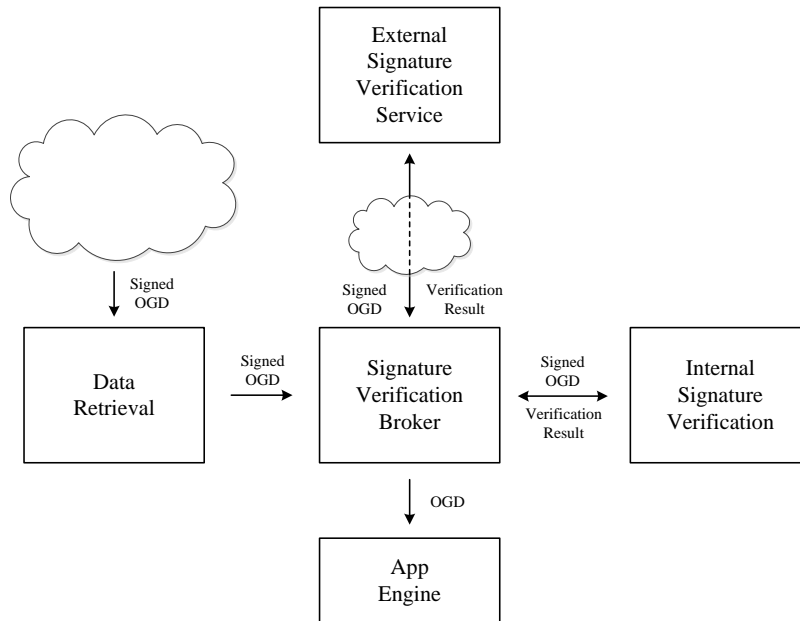 External
Signature
Verification
Service
Signed
OGD
Signed
OGD
Verification
Result
Data
Retrieval
Signed
OGD
Signature
Verification
Broker
Signed
OGD
Verification
Result
Internal
Signature
Verification
OGD
App
Engine